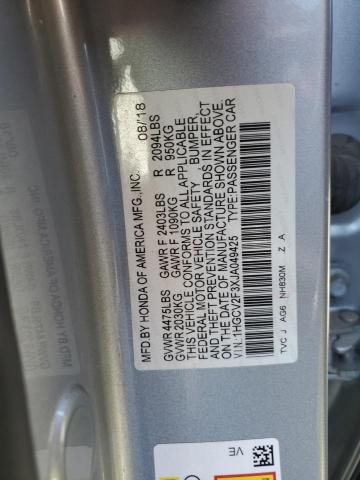 MFD.BY HONDA OF AMERICA MFG.,INC. 08/'18
GVWR 4475LBS GAWR F 2403LBS R 2094LBS
GVWR 2030KG GAWR F 1090KG R 950KG
THIS VEHICLE CONFORMS TO ALL APPLICABLE
FEDERAL MOTOR VEHICLE SAFETY , BUMPER,
AND THEFT PREVENTION STANDARDS IN EFFECT
ON THE DATE OF MANUFACTURE SHOWN ABOVE.
V.I.N.:1HGCV2F3XJA049425 TYPE:PASSENGER CAR
TVC J AG6 NH830M Z A
VE